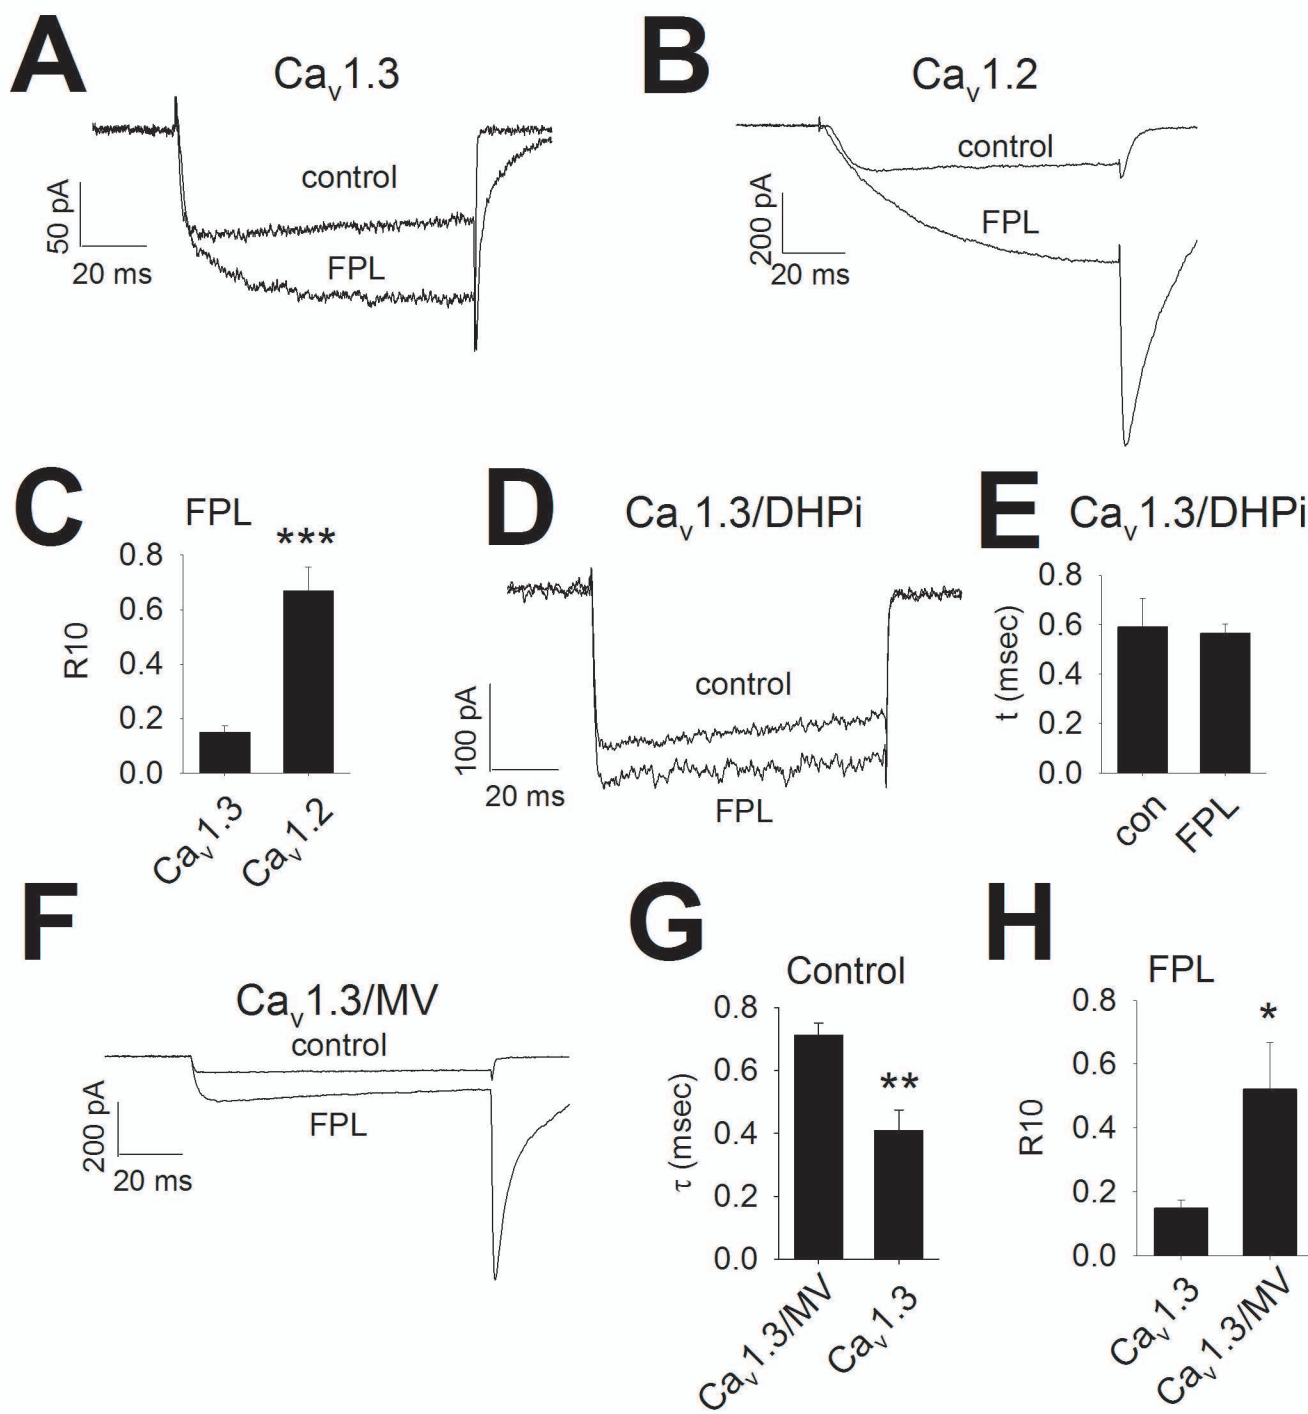 A
Caᵥ1.3
control
FPL
50 pA
20 ms
B
Caᵥ1.2
control
FPL
200 pA
20 ms
C
FPL
***
0.8
0.6
0.4
0.2
0.0
R10
Caᵥ1.3
Caᵥ1.2
D
Caᵥ1.3/DHPi
control
FPL
100 pA
20 ms
E
Caᵥ1.3/DHPi
0.8
0.6
0.4
0.2
0.0
t (msec)
con
FPL
F
Caᵥ1.3/MV
control
FPL
200 pA
20 ms
G
Control
**
0.8
0.6
0.4
0.2
0.0
τ (msec)
Caᵥ1.3/MV
Caᵥ1.3
H
FPL
*
0.8
0.6
0.4
0.2
0.0
R10
Caᵥ1.3
Caᵥ1.3/MV